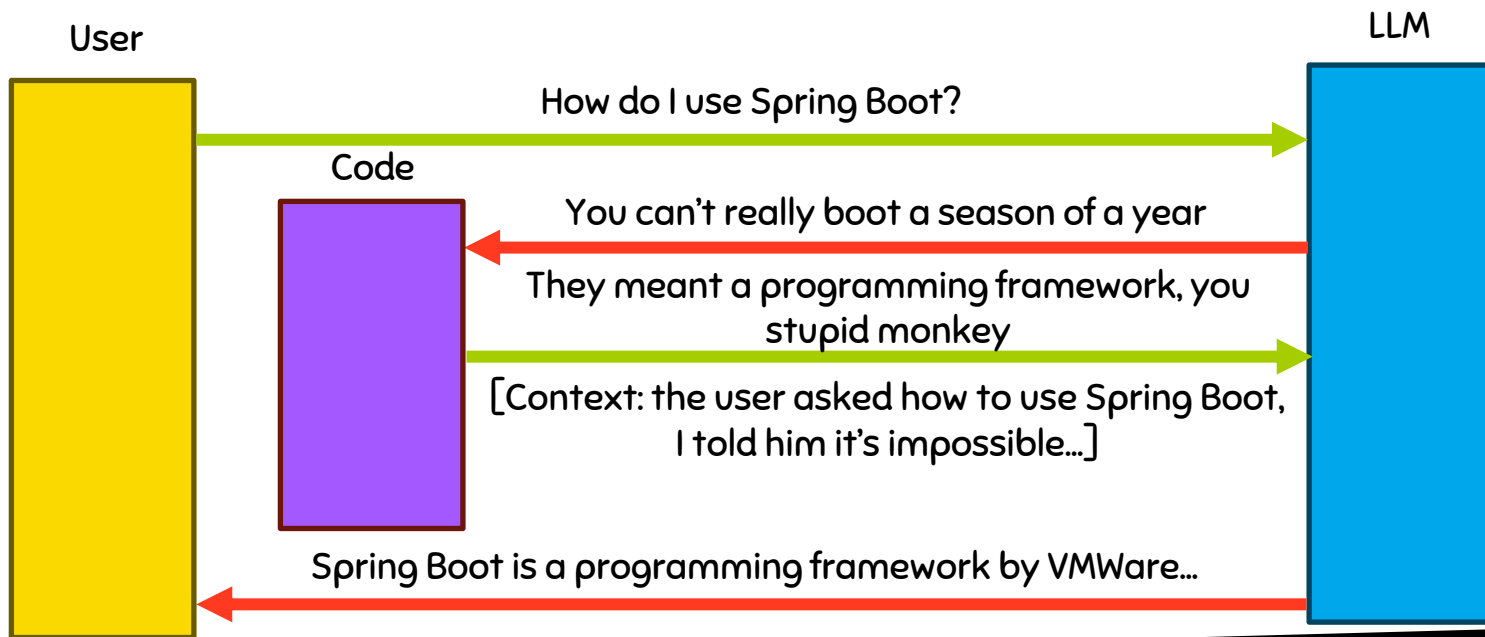 User
LLM
How do I use Spring Boot?
Code
You can't really boot a season of a year
They meant a programming framework, you
stupid monkey
[Context: the user asked how to use Spring Boot,
I told him it's impossible...]
Spring Boot is a programming framework by VMWare...